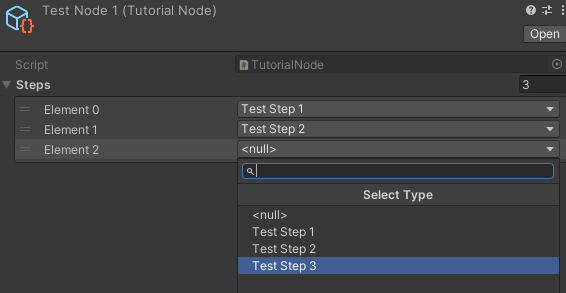 Test Node 1 (Tutorial Node)
Open
Script TutorialNode
Steps 3
Element 0 Test Step 1
Element 1 Test Step 2
Element 2 <null>
Select Type
<null>
Test Step 1
Test Step 2
Test Step 3